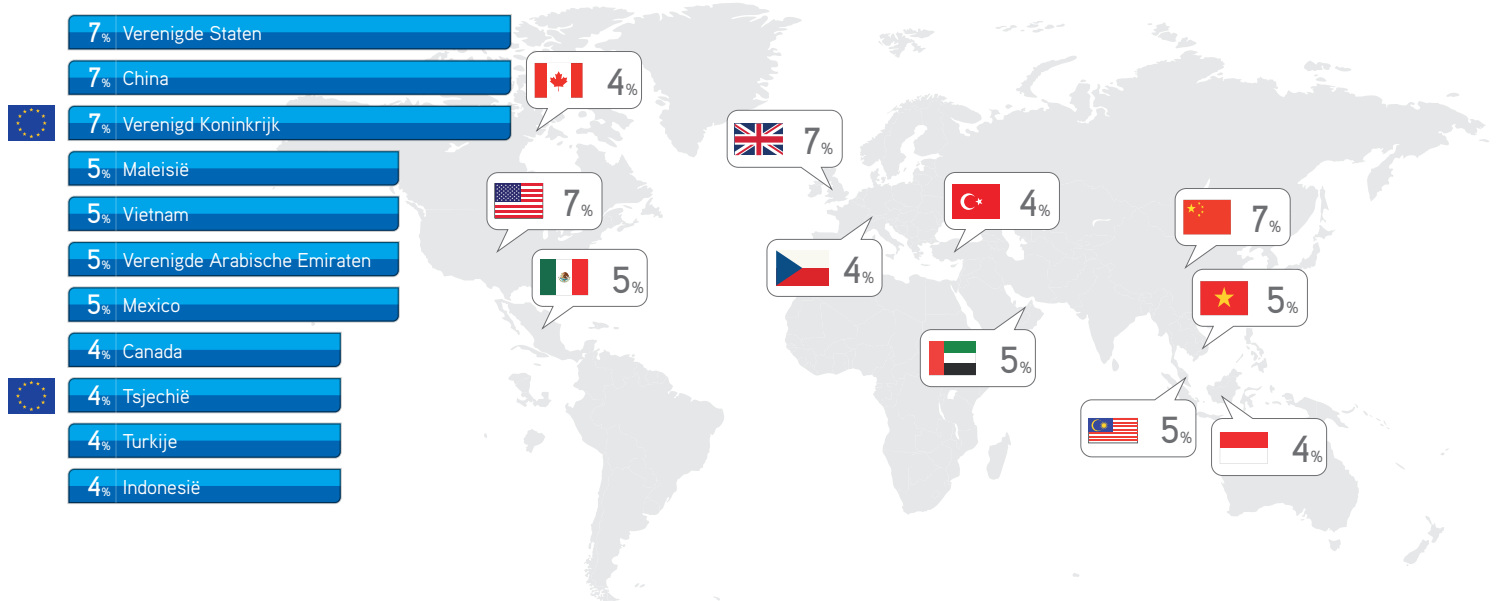 7% Verenigde Staten
7% China
7% Verenigd Koninkrijk
5% Maleisië
5% Vietnam
5% Verenigde Arabische Emiraten
5% Mexico
4% Canada
4% Tsjechië
4% Turkije
4% Indonesië
4%
7%
7%
5%
4%
4%
5%
7%
5%
5%
4%